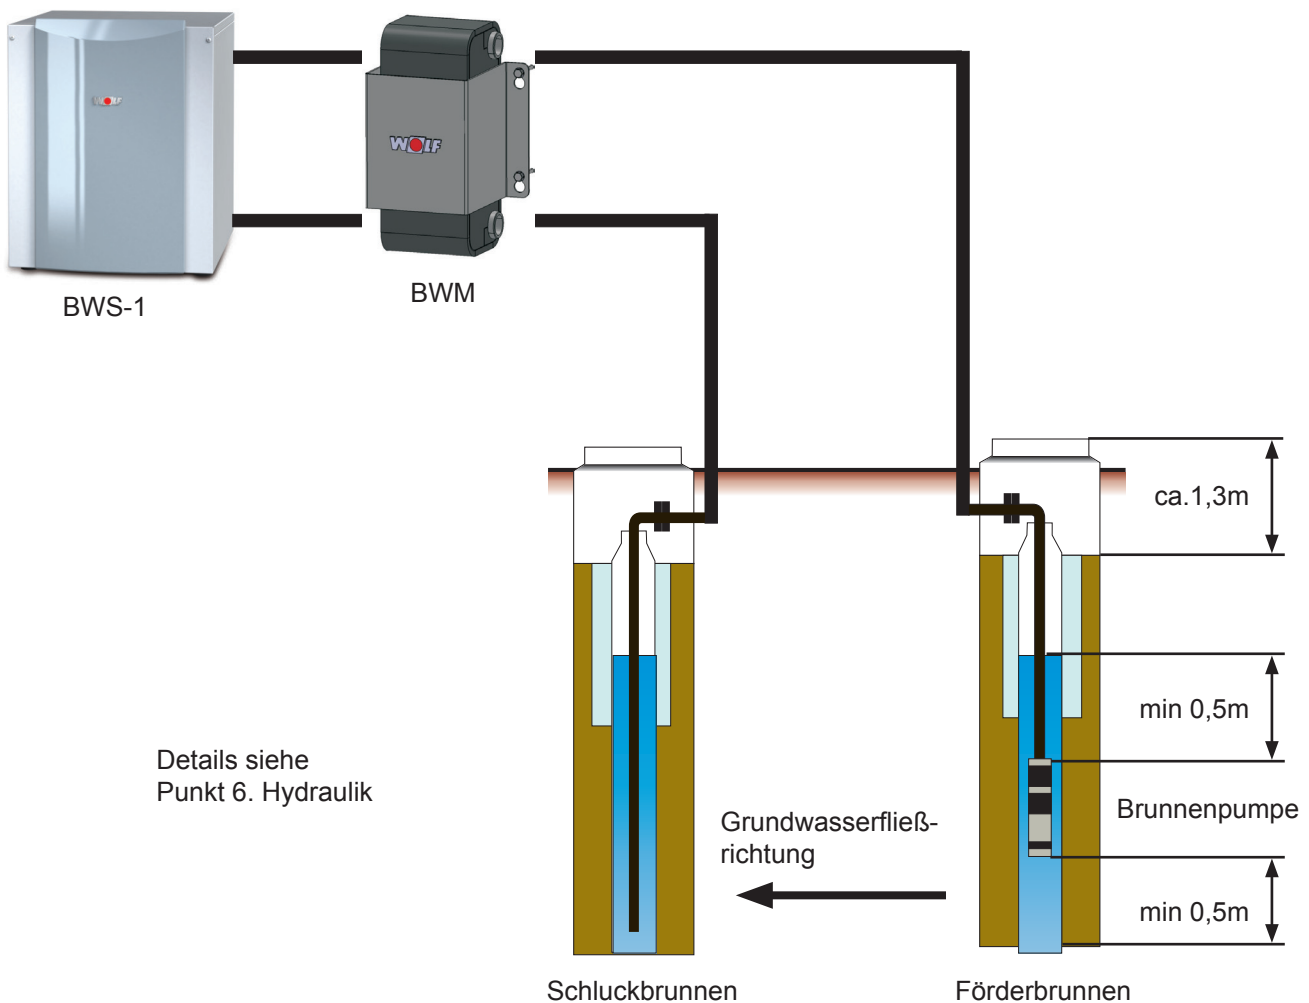 WOLF
WOLF
BWS-1
BWM
ca.1,3m
min 0,5m
Details siehe
Punkt 6. Hydraulik
Brunnenpumpe
Grundwasserfließ-
richtung
min 0,5m
Schluckbrunnen
Förderbrunnen